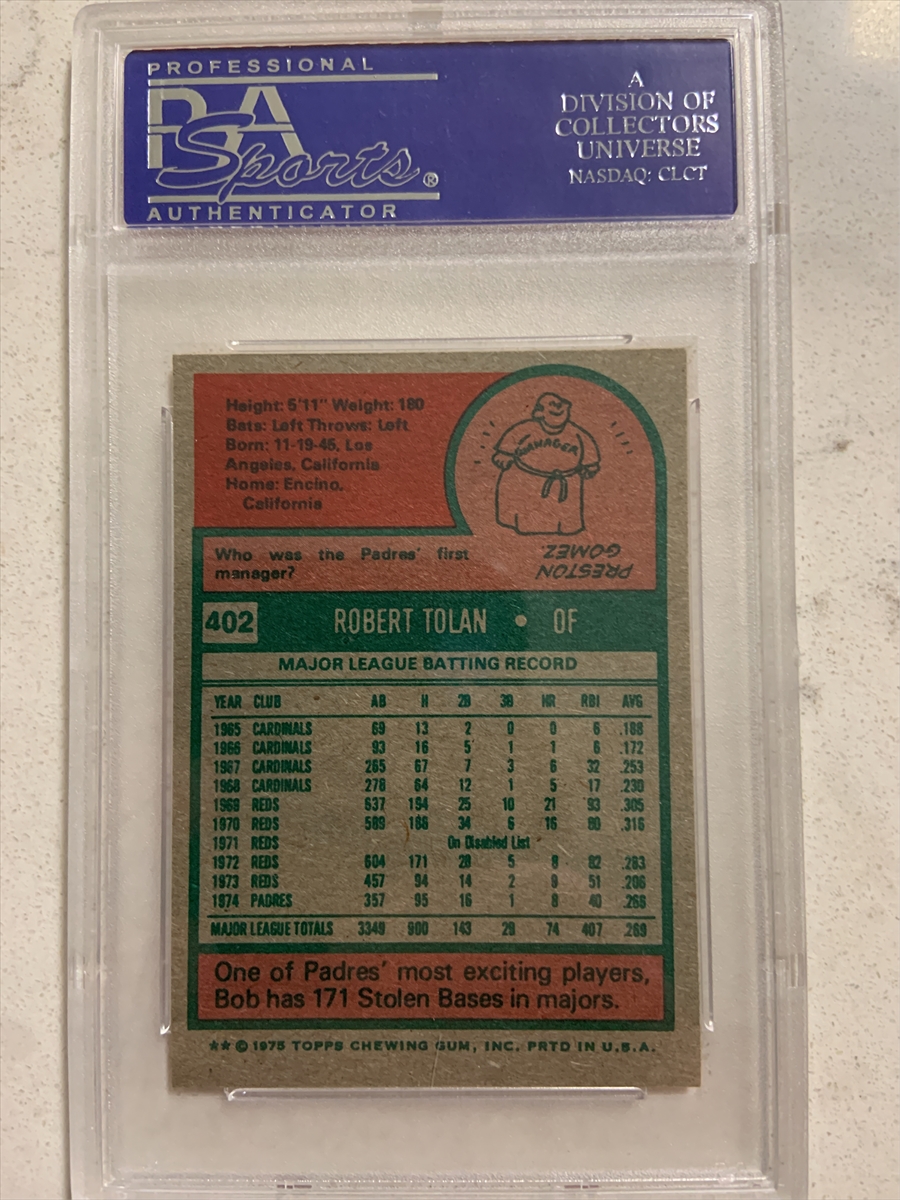 PROFESSIONAL
PSA
Sports®
AUTHENTICATOR
A
DIVISION OF
COLLECTORS
UNIVERSE
NASDAQ: CLCT
Height: 5'11" Weight: 180
Bats: Left Throws: Left
Born: 11-19-45, Los
Angeles, California
Home: Encino,
California
MANAGER
PRESTON
GOMEZ.
Who was the Padres' first
manager?
402 ROBERT TOLAN • OF
MAJOR LEAGUE BATTING RECORD
YEAR CLUB AB H 2B 3B HR RBI AVG
1965 CARDINALS 69 13 2 0 0 6 .188
1966 CARDINALS 93 16 5 1 1 6 .172
1967 CARDINALS 265 67 7 3 6 32 .253
1968 CARDINALS 278 64 12 1 5 17 .230
1969 REDS 637 194 25 10 21 93 .305
1970 REDS 589 186 34 6 16 80 .316
1971 REDS On Disabled List
1972 REDS 604 171 28 5 8 82 .283
1973 REDS 457 94 14 2 9 51 .206
1974 PADRES 357 95 16 1 8 40 .266
MAJOR LEAGUE TOTALS 3349 900 143 29 74 407 .269
One of Padres' most exciting players,
Bob has 171 Stolen Bases in majors.
★★ © 1975 TOPPS CHEWING GUM, INC. PRTD IN U.S.A.